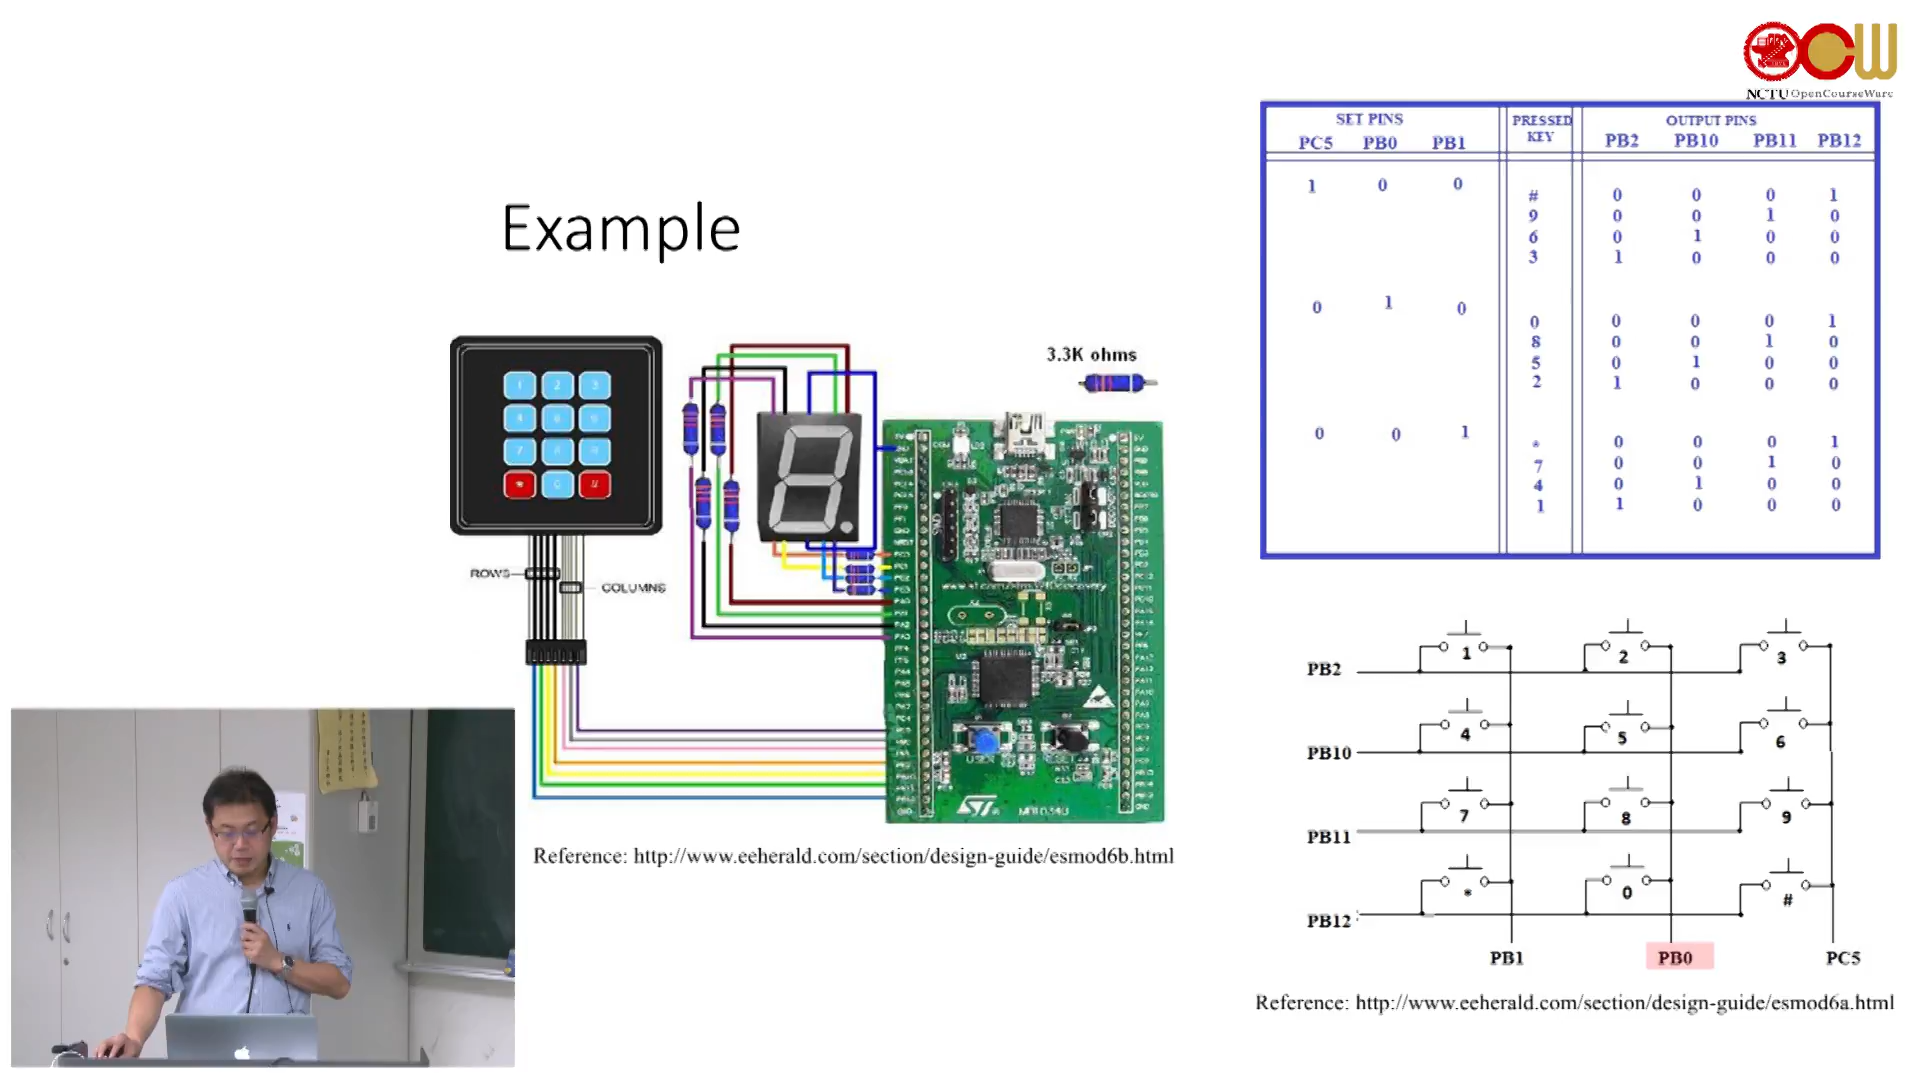 NCTU OpenCourseWare
Example
SET PINS PRESSED KEY OUTPUT PINS
PC5 PB0 PB1 PB2 PB10 PB11 PB12
1 0 0
# 0 0 0 1
9 0 0 1 0
6 0 1 0 0
3 1 0 0 0
0 1 0
0 0 0 0 1
8 0 0 1 0
5 0 1 0 0
2 1 0 0 0
0 0 1
* 0 0 0 1
7 0 0 1 0
4 0 1 0 0
1 1 0 0 0
3.3K ohms
1 2 3
ROWS
COLUMNS
USER
RESET
ST
Reference: http://www.eeherald.com/section/design-guide/esmod6b.html
PB2 1 2 3
PB10 4 5 6
PB11 7 8 9
PB12 * 0 #
PB1 PB0 PC5
Reference: http://www.eeherald.com/section/design-guide/esmod6a.html